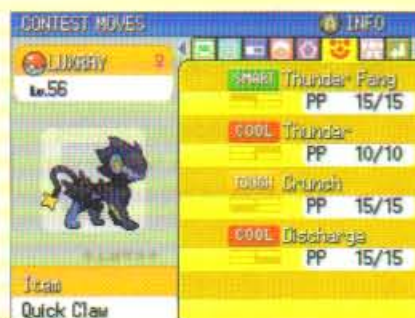 CONTEST MOVES
INFO
LUXRAY ♀
Lv.56
SMART Thunder Fang
PP 15/15
COOL Thunder
PP 10/10
TOUGH Crunch
PP 15/15
COOL Discharge
PP 15/15
Item
Quick Claw